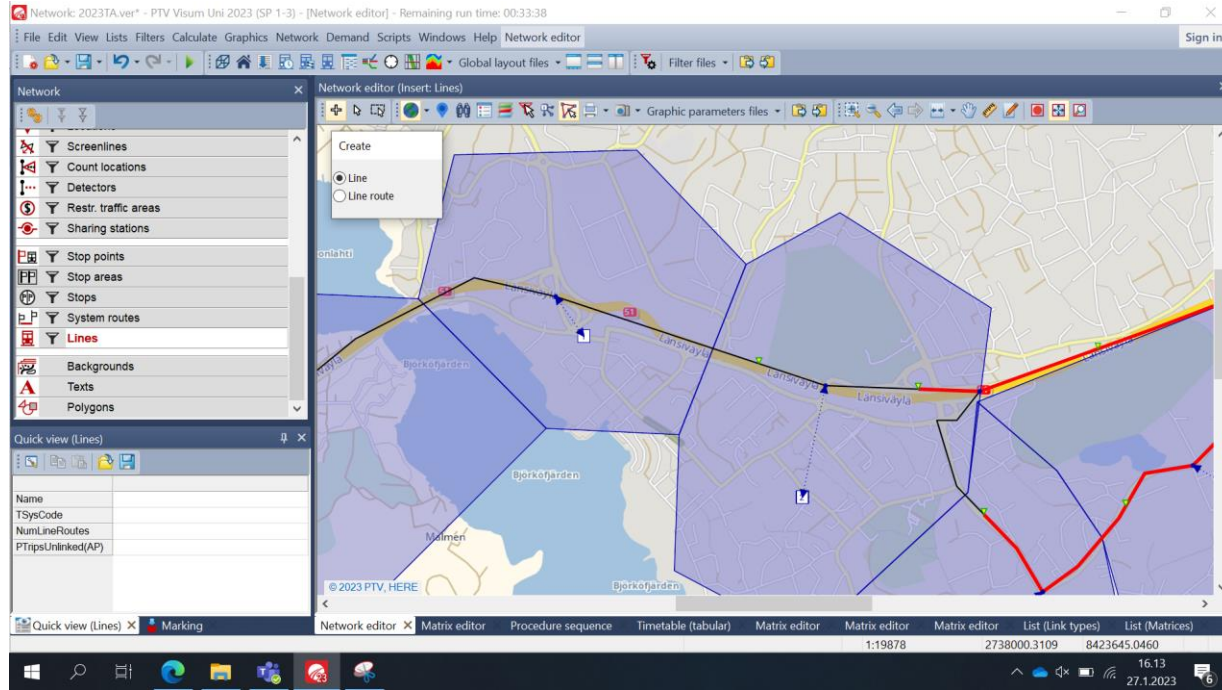 Network: 2023TA.ver* - PTV Visum Uni 2023 (SP 1-3) - [Network editor] - Remaining run time: 00:33:38
File Edit View Lists Filters Calculate Graphics Network Demand Scripts Windows Help Network editor
Sign in
Global layout files
Filter files
Network
Screenlines
Count locations
Detectors
Restr. traffic areas
Sharing stations
Stop points
Stop areas
Stops
System routes
Lines
Backgrounds
Texts
Polygons
Quick view (Lines)
Name
TSysCode
NumLineRoutes
PTripsUnlinked(AP)
Quick view (Lines)
Marking
Network editor (Insert: Lines)
Graphic parameters files
Create
Line
Line route
onlahti
51
Länsiväylä
51
1
Länsiväylä
Björköfjärden
Länsiväylä
Länsiväylä
Länsiväylä
Björköfjärden
2
Malmen
Björköfjärden
© 2023 PTV, HERE
Network editor Matrix editor Procedure sequence Timetable (tabular) Matrix editor Matrix editor Matrix editor List (Link types) List (Matrices)
1:19878 2738000.3109 8423645.0460
16.13
27.1.2023
6